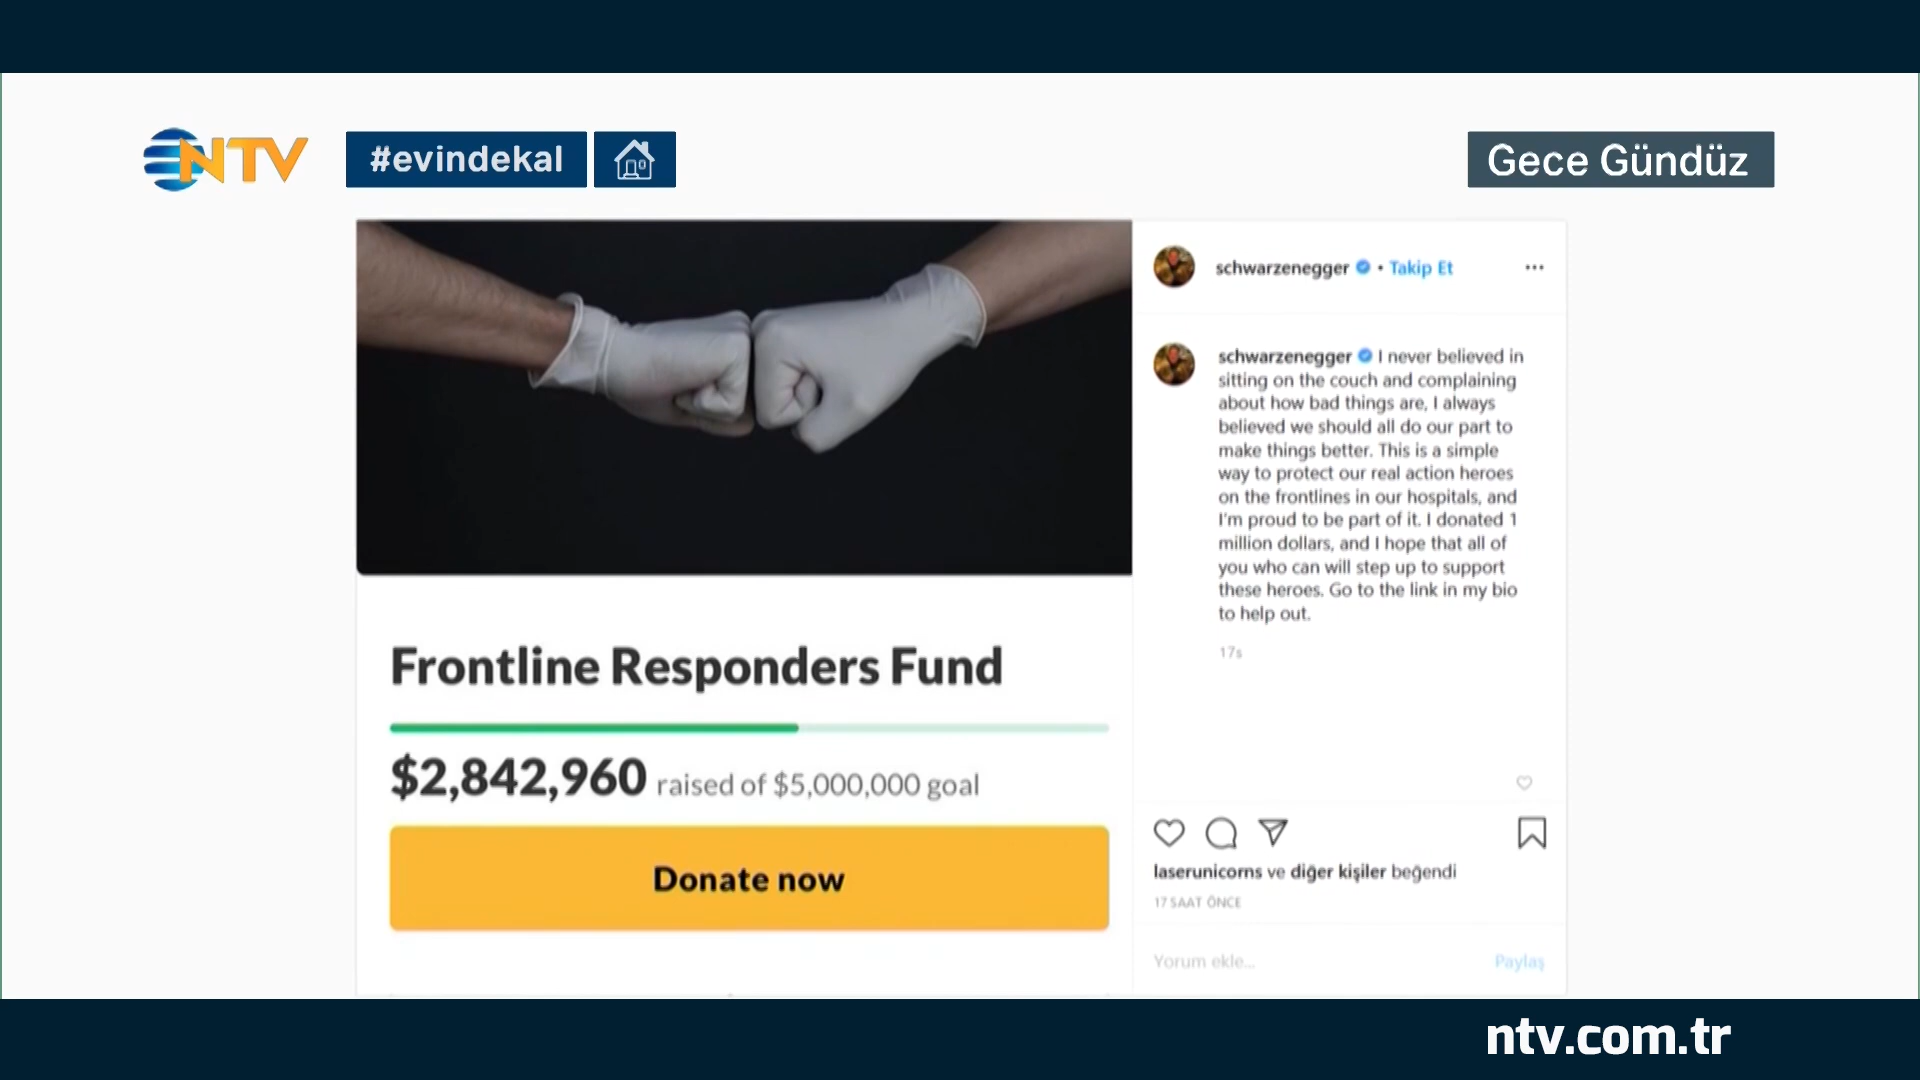 NTV
#evindekal
Gece Gündüz
schwarzenegger • Takip Et
schwarzenegger I never believed in
sitting on the couch and complaining
about how bad things are, I always
believed we should all do our part to
make things better. This is a simple
way to protect our real action heroes
on the frontlines in our hospitals, and
I'm proud to be part of it. I donated 1
million dollars, and I hope that all of
you who can will step up to support
these heroes. Go to the link in my bio
to help out.
17s
Frontline Responders Fund
$2,842,960 raised of $5,000,000 goal
Donate now
laserunicorns ve diğer kişiler beğendi
17 SAAT ÖNCE
Yorum ekle...
Paylaş
ntv.com.tr